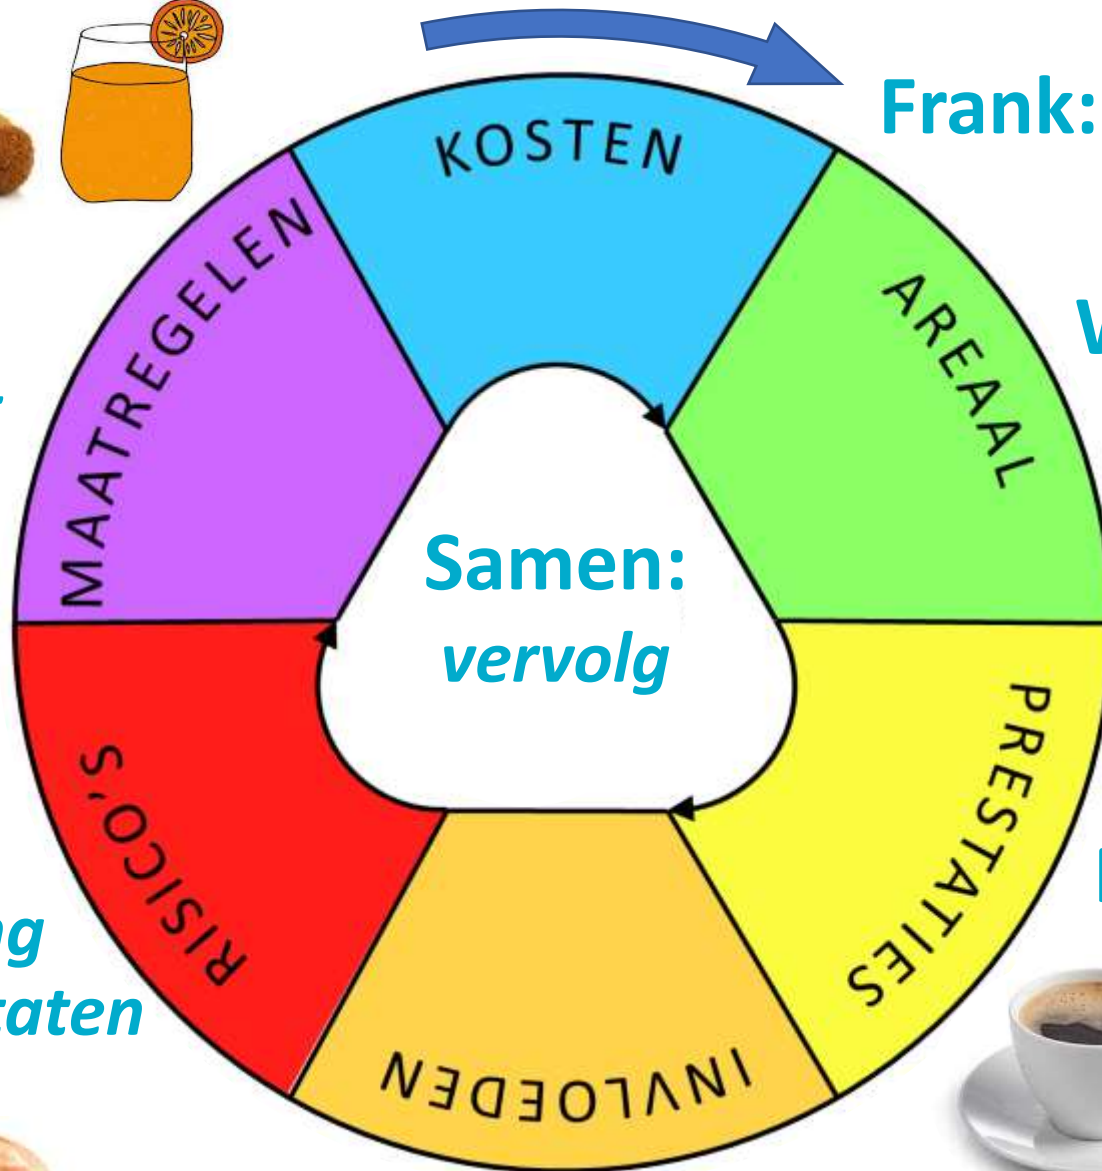 KOSTEN
Frank:
AREAAL
PRESTATIES
INVLOEDEN
RISICO'S
MAATREGELEN
Samen:
vervolg